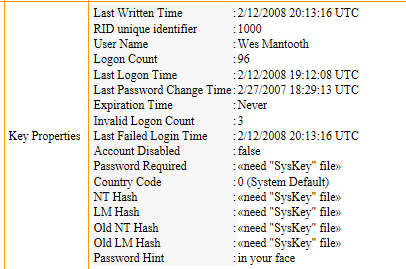 Last Written Time :2/12/2008 20:13:16 UTC
RID unique identifier :1000
User Name :Wes Mantooth
Logon Count :96
Last Logon Time :2/12/2008 19:12:08 UTC
Last Password Change Time:2/27/2007 18:29:13 UTC
Expiration Time :Never
Invalid Logon Count :3
Key Properties Last Failed Login Time :2/12/2008 20:13:16 UTC
Account Disabled :false
Password Required :«need "SysKey" file»
Country Code :0 (System Default)
NT Hash :«need "SysKey" file»
LM Hash :«need "SysKey" file»
Old NT Hash :«need "SysKey" file»
Old LM Hash :«need "SysKey" file»
Password Hint :in your face